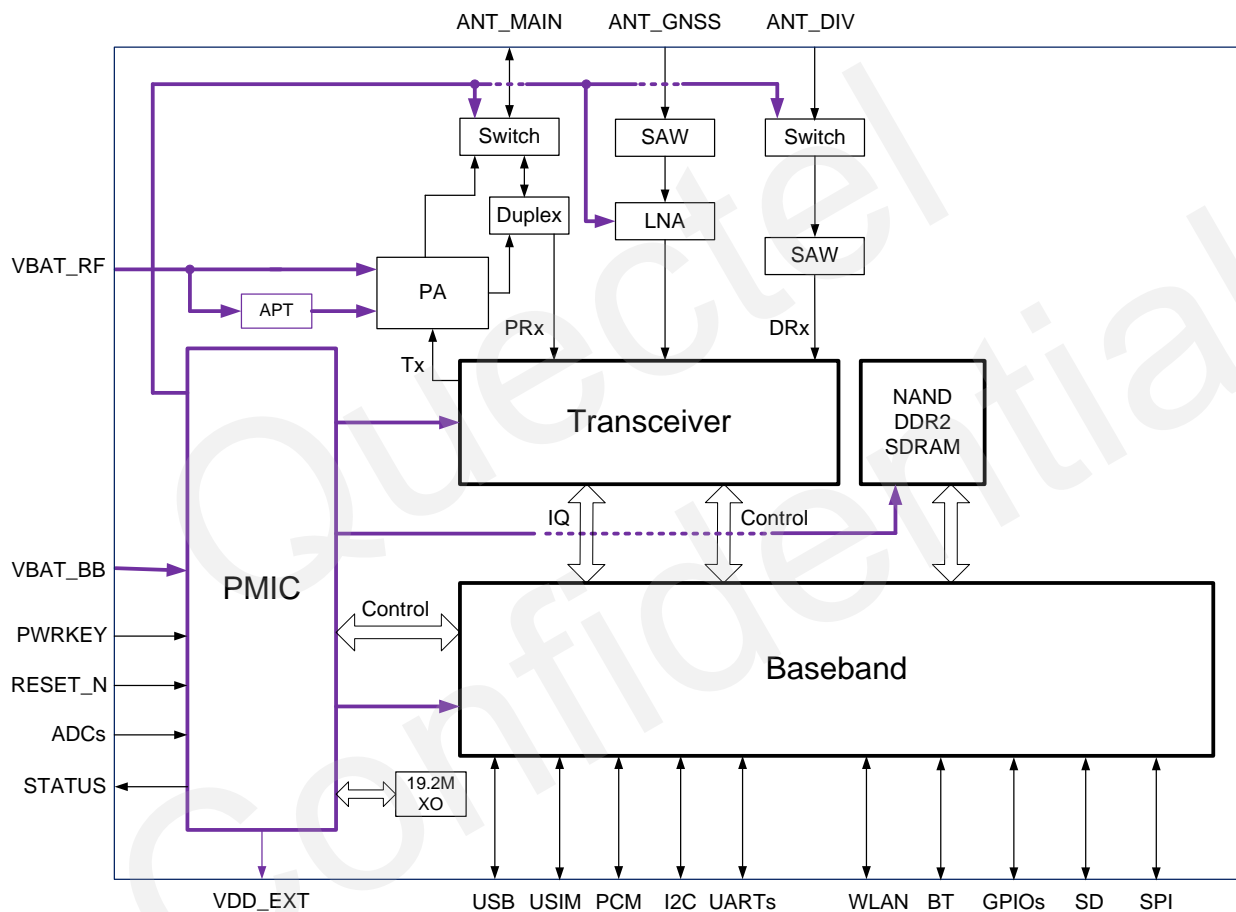 ANT_MAIN ANT_GNSS ANT_DIV
Switch SAW Switch
Duplex LNA
SAW
VBAT_RF
PA
APT
PRx DRx
Tx
Transceiver
NAND
DDR2
SDRAM
IQ Control
VBAT_BB
PMIC
Control
PWRKEY
Baseband
RESET_N
ADCs
STATUS
19.2M
XO
VDD_EXT USB USIM PCM I2C UARTs WLAN BT GPIOs SD SPI
Quectel
Confidential